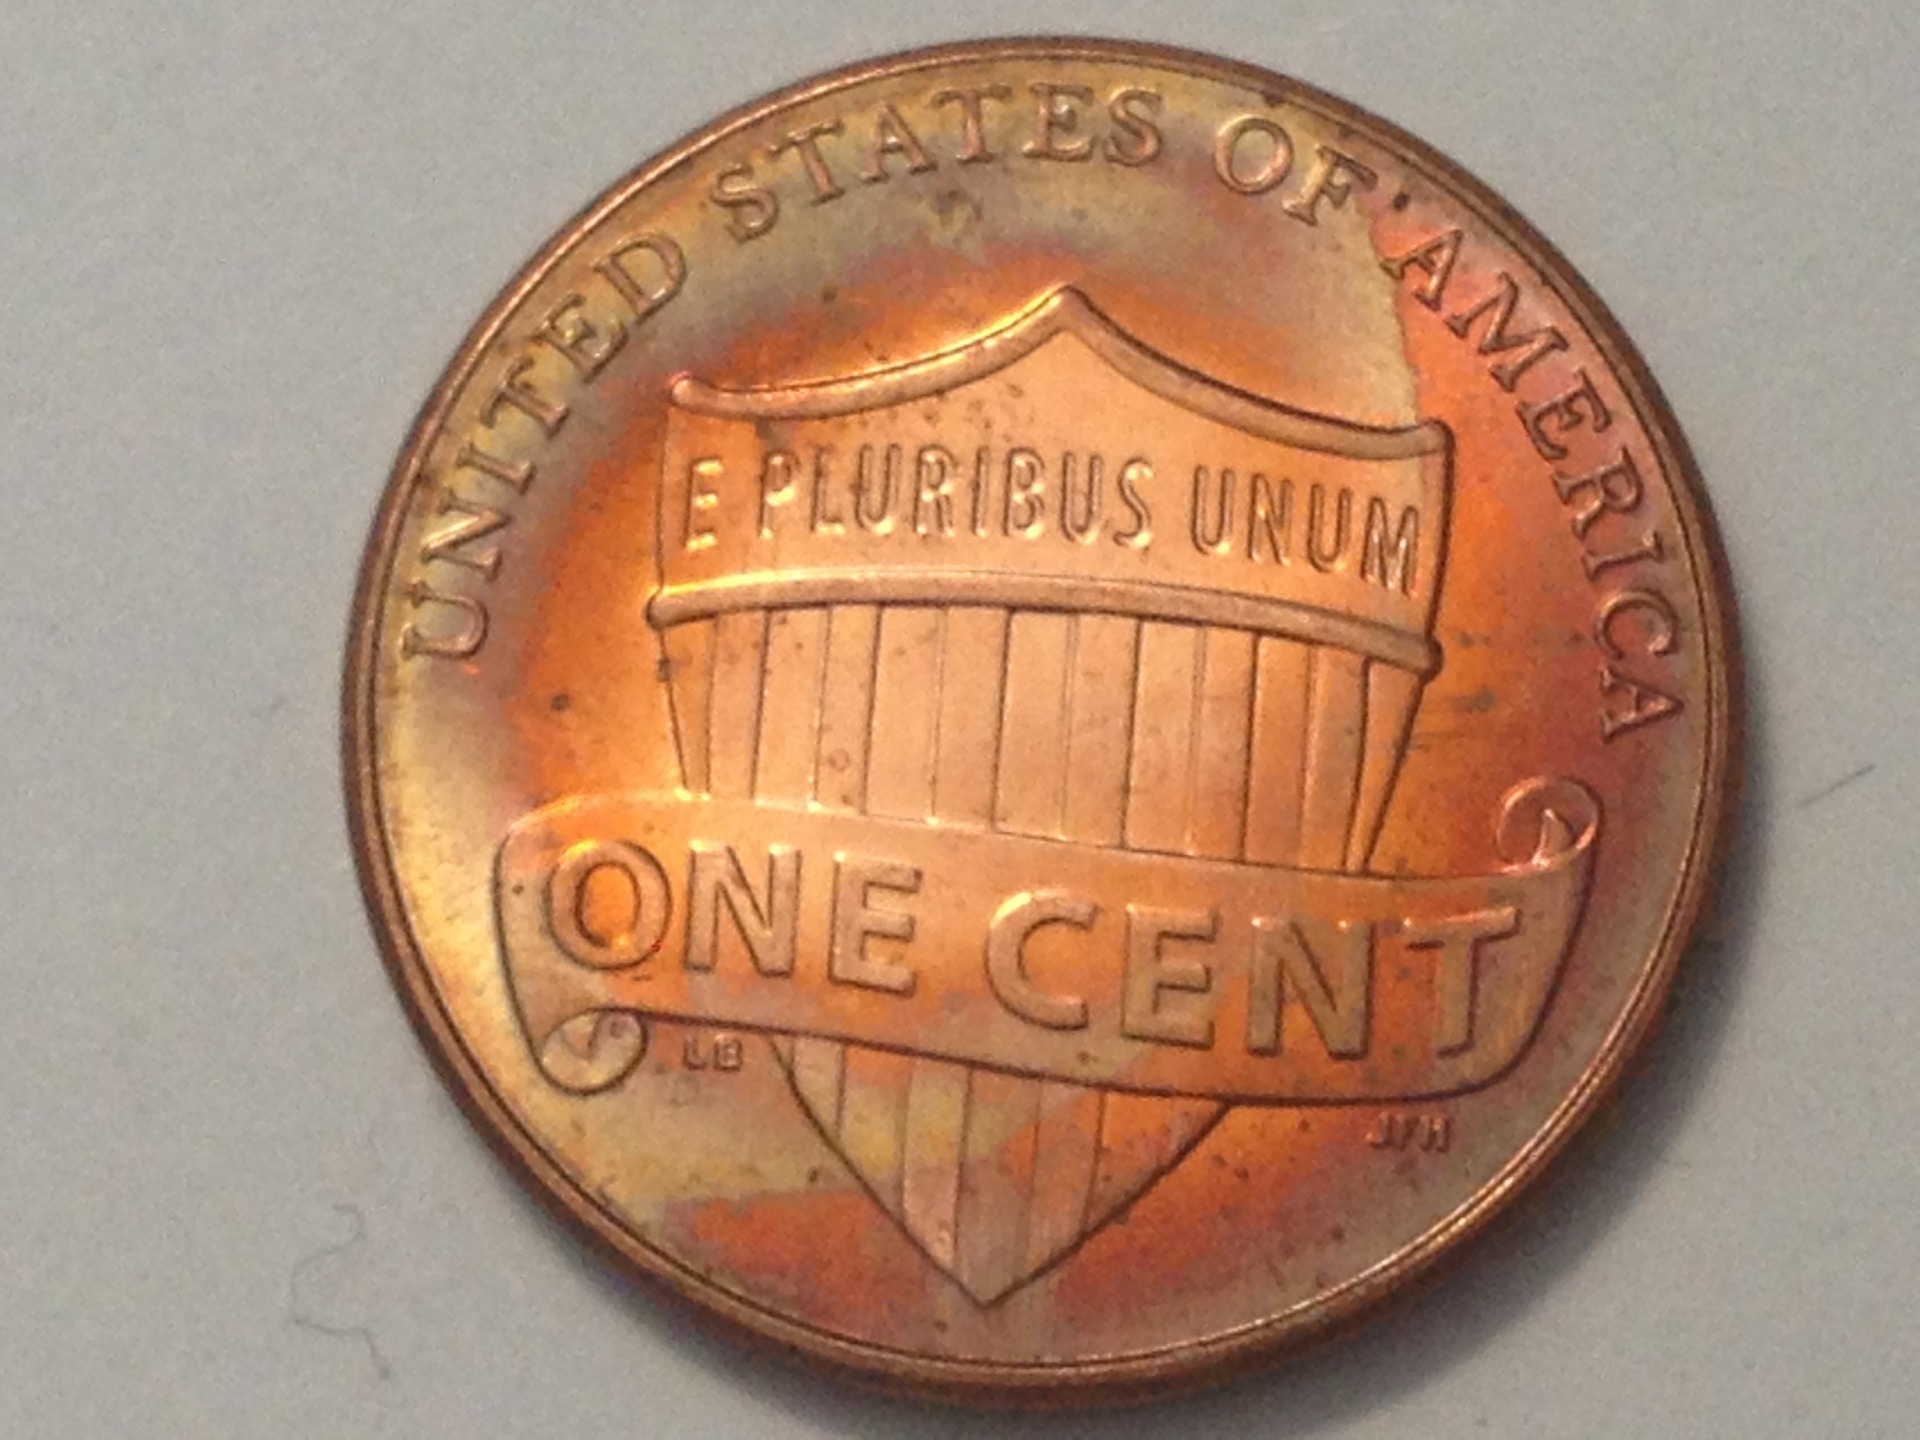 UNITED STATES OF AMERICA
E PLURIBUS UNUM
ONE CENT
LB
JFM